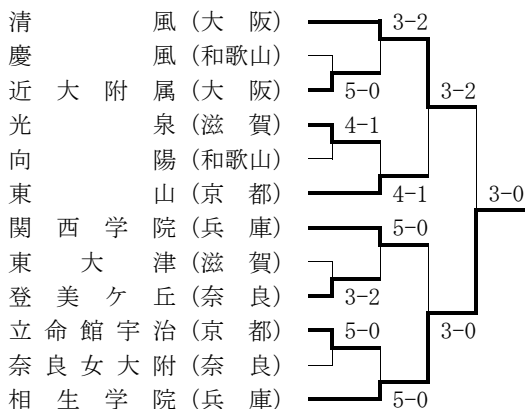 清風（大阪） 3-2
慶風（和歌山）
近大附属（大阪） 5-0 3-2
光泉（滋賀） 4-1
向陽（和歌山）
東山（京都） 4-1 3-0
関西学院（兵庫） 5-0
東大津（滋賀）
登美ケ丘（奈良） 3-2
立命館宇治（京都） 5-0 3-0
奈良女大附（奈良）
相生学院（兵庫） 5-0